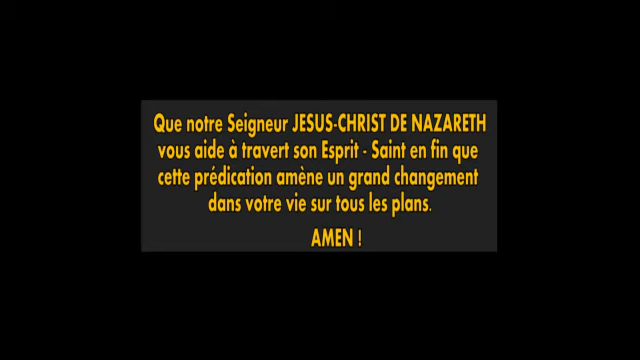 Que notre Seigneur JESUS-CHRIST DE NAZARETH
vous aide à travert son Esprit - Saint en fin que
cette prédication amène un grand changement
dans votre vie sur tous les plans.
AMEN !